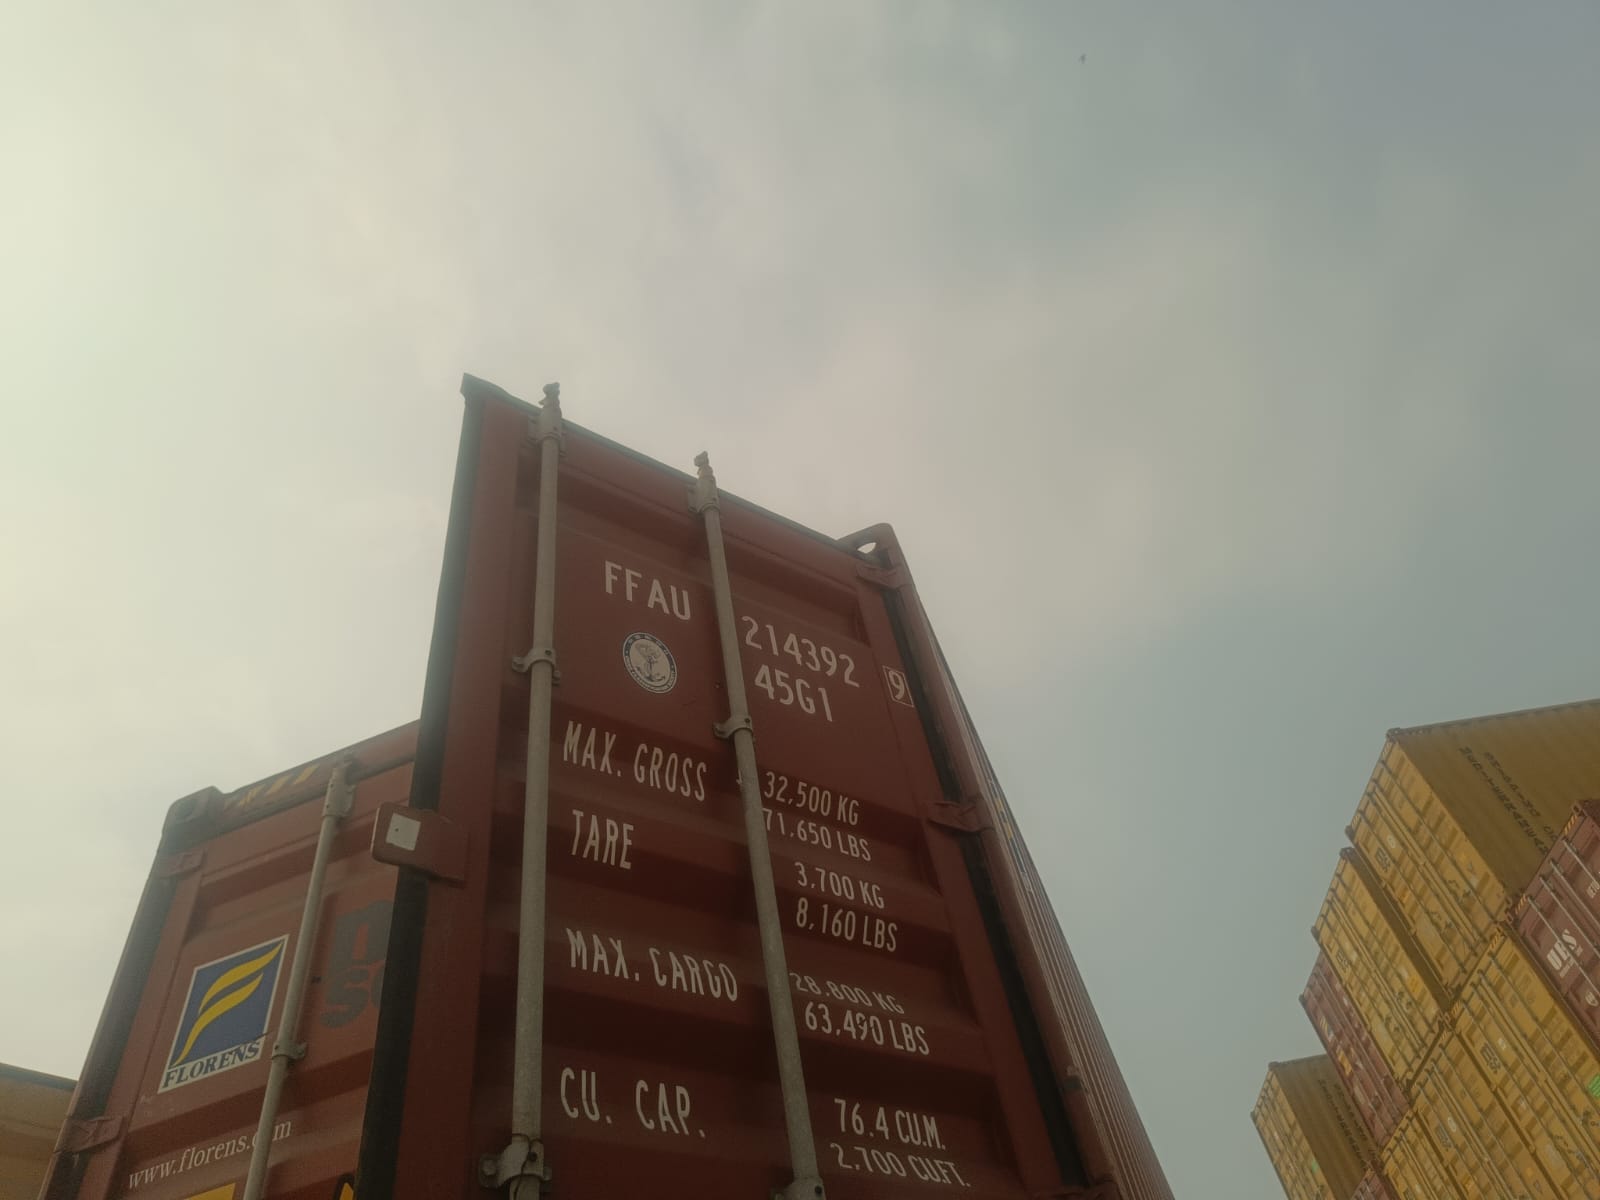 FFAU
214392 9
45G1
MAX. GROSS 32,500 KG
71,650 LBS
TARE 3,700 KG
8,160 LBS
MAX. CARGO 28,800 KG
63,490 LBS
CU. CAP. 76.4 CU.M.
2,700 CU.FT.
FLORENS
www.florens.com